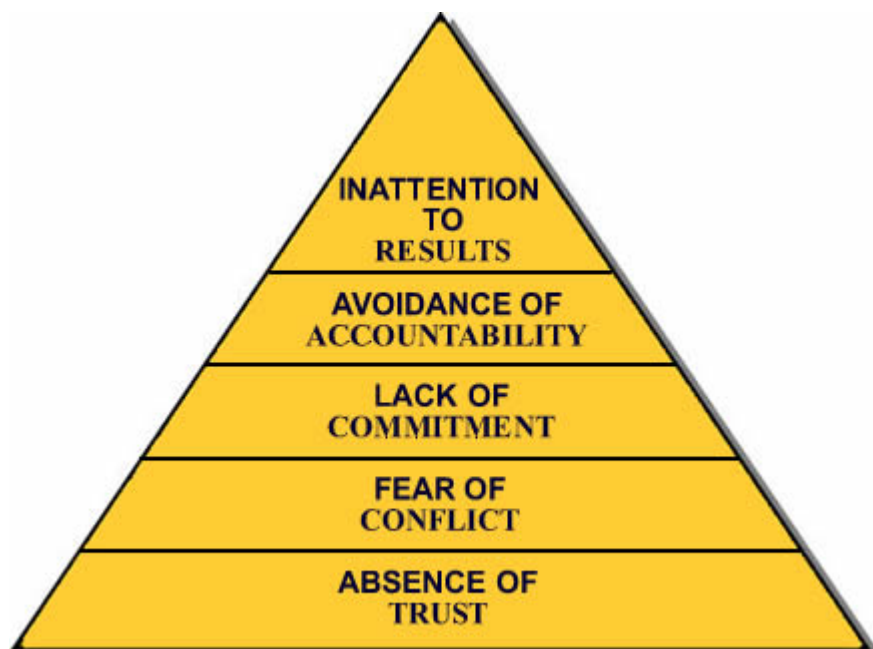 INATTENTION
TO
RESULTS
AVOIDANCE OF
ACCOUNTABILITY
LACK OF
COMMITMENT
FEAR OF
CONFLICT
ABSENCE OF
TRUST